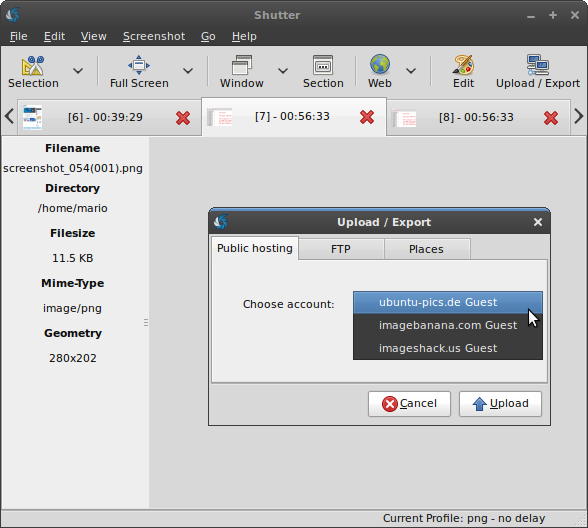 Shutter
File Edit View Screenshot Go Help
Selection Full Screen Window Section Web Edit Upload / Export
[6] - 00:39:29 [7] - 00:56:33 [8] - 00:56:33
Filename
screenshot_054(001).png
Directory
/home/mario
Filesize
11.5 KB
Mime-Type
image/png
Geometry
280x202
Upload / Export
Public hosting FTP Places
Choose account:
ubuntu-pics.de Guest
imagebanana.com Guest
imageshack.us Guest
Cancel Upload
Current Profile: png - no delay